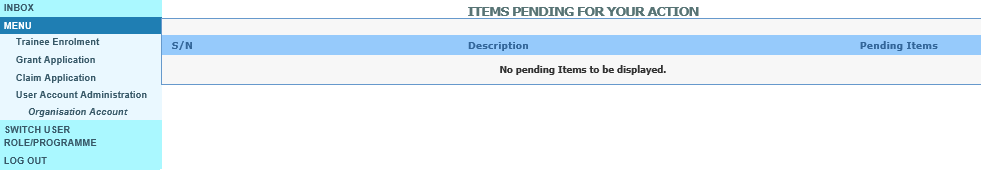 INBOX
MENU
Trainee Enrolment
Grant Application
Claim Application
User Account Administration
Organisation Account
SWITCH USER
ROLE/PROGRAMME
LOG OUT
ITEMS PENDING FOR YOUR ACTION
S/N Description Pending Items
No pending Items to be displayed.